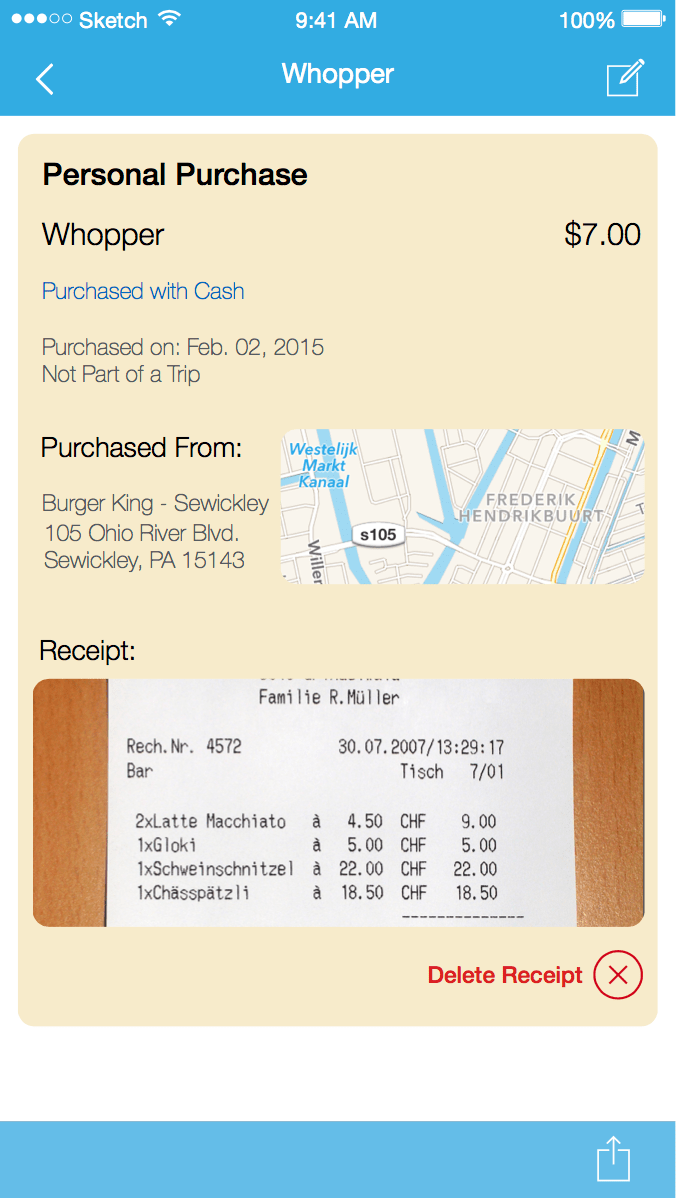 Sketch 9:41 AM 100%
Whopper
Personal Purchase
Whopper $7.00
Purchased with Cash
Purchased on: Feb. 02, 2015
Not Part of a Trip
Purchased From:
Burger King - Sewickley
105 Ohio River Blvd.
Sewickley, PA 15143
Westelijk
Markt
Kanaal
FREDERIK
HENDRIKBUURT
s105
Willer
M
T
Receipt:
Familie R.Müller
Rech.Nr. 4572 30.07.2007/13:29:17
Bar Tisch 7/01
2xLatte Macchiato à 4.50 CHF 9.00
1xGloki à 5.00 CHF 5.00
1xSchweinschnitzel à 22.00 CHF 22.00
1xChässpätzli à 18.50 CHF 18.50
--------------
Delete Receipt